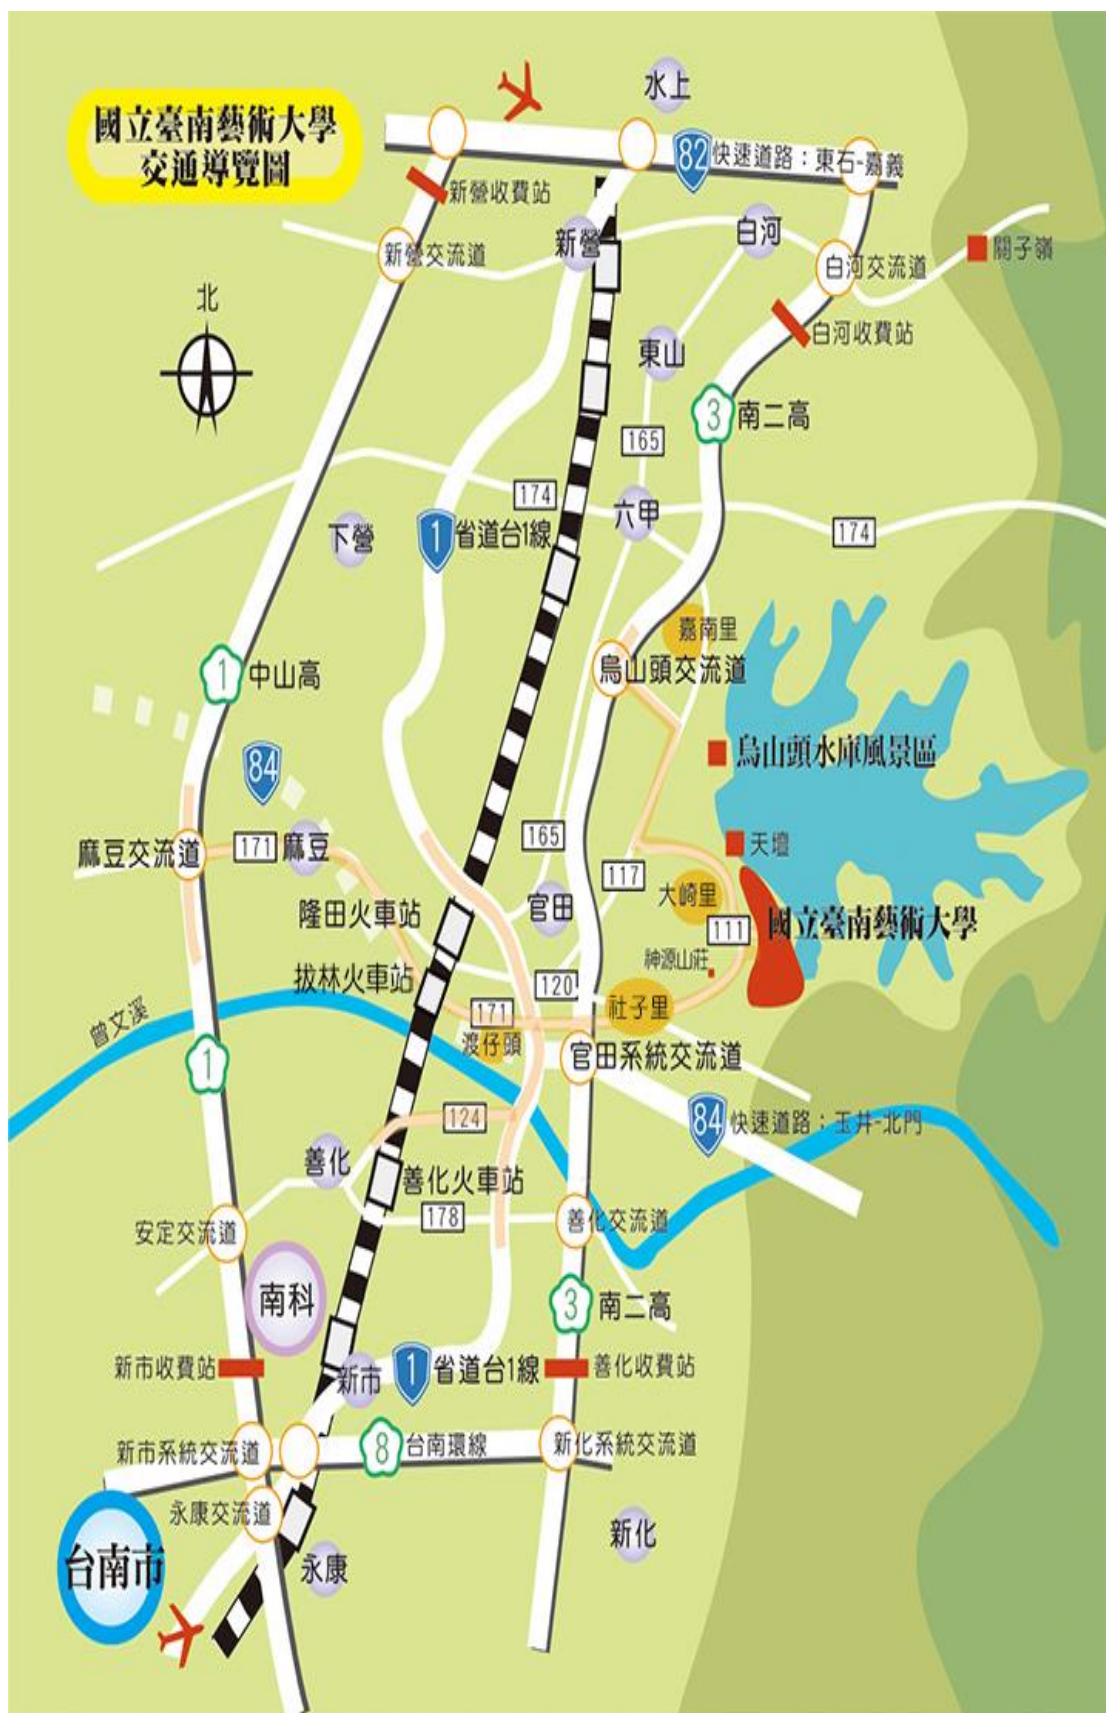 國立臺南藝術大學
交通導覽圖
水上
82
快速道路：東石-嘉義
新營收費站
新營
白河
新營交流道
白河交流道
關子嶺
北
白河收費站
東山
3
南二高
165
174
六甲
下營
1
省道台1線
174
嘉南里
烏山頭交流道
1
中山高
烏山頭水庫風景區
84
麻豆交流道
171
麻豆
165
天壇
117
大崎里
隆田火車站
官田
111
國立臺南藝術大學
神源山莊
拔林火車站
120
171
社子里
曾文溪
渡仔頭
官田系統交流道
1
124
84
快速道路：玉井-北門
善化
善化火車站
178
善化交流道
安定交流道
南科
3
南二高
新市收費站
新市
1
省道台1線
善化收費站
新市系統交流道
8
台南環線
新化系統交流道
永康交流道
新化
台南市
永康